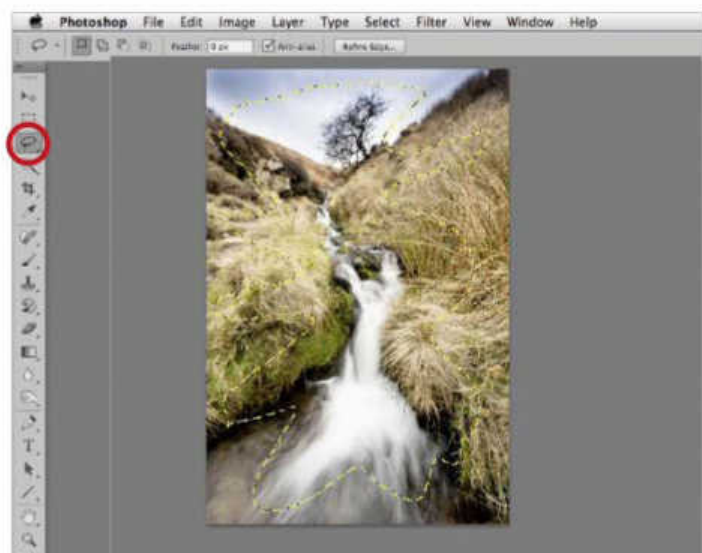 Photoshop File Edit Image Layer Type Select Filter View Window Help
Feather: 0 px Anti-alias Refine Edge...
T